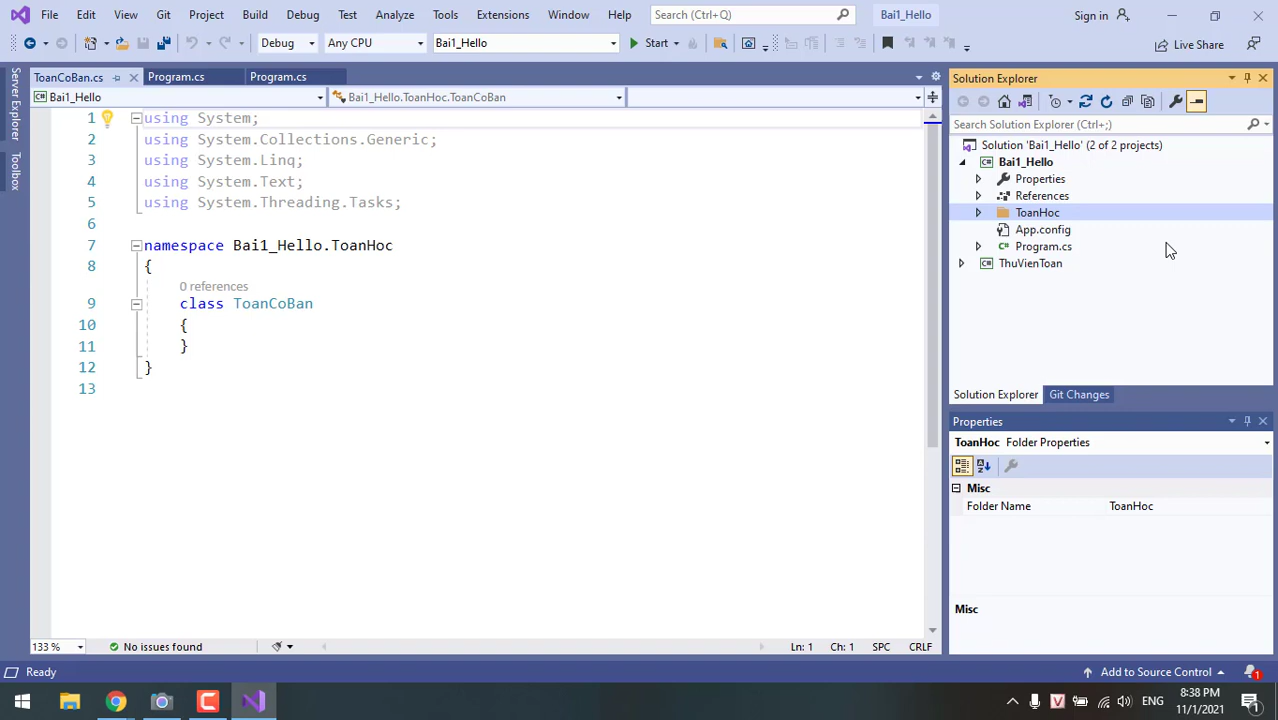 File Edit View Git Project Build Debug Test Analyze Tools Extensions Window Help Search (Ctrl+Q) Bai1_Hello Sign in
Debug Any CPU Bai1_Hello Start Live Share
Server Explorer
Toolbox
ToanCoBan.cs Program.cs Program.cs
Bai1_Hello Bai1_Hello.ToanHoc.ToanCoBan
1 using System;
2 using System.Collections.Generic;
3 using System.Linq;
4 using System.Text;
5 using System.Threading.Tasks;
6
7 namespace Bai1_Hello.ToanHoc
8 {
0 references
9 class ToanCoBan
10 {
11 }
12 }
13
133 % No issues found Ln: 1 Ch: 1 SPC CRLF
Solution Explorer
Search Solution Explorer (Ctrl+;)
Solution 'Bai1_Hello' (2 of 2 projects)
Bai1_Hello
Properties
References
ToanHoc
App.config
Program.cs
ThuVienToan
Solution Explorer Git Changes
Properties
ToanHoc Folder Properties
Misc
Folder Name ToanHoc
Misc
Ready Add to Source Control 1
V ENG 8:38 PM
11/1/2021 1